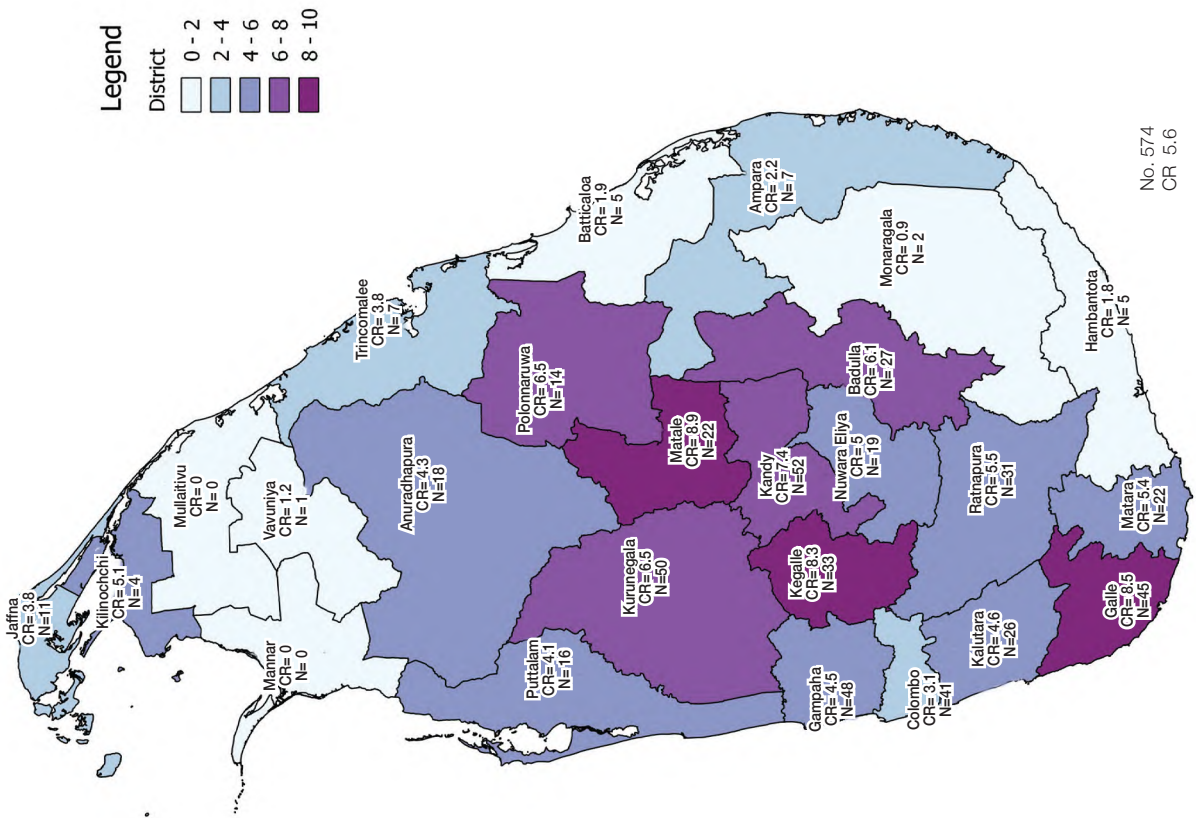 Legend
District
0 - 2
2 - 4
4 - 6
6 - 8
8 - 10
Jaffna
CR= 3.8
N=11
Kilinochchi
CR= 5.1
N= 4
Mullaitivu
CR= 0
N= 0
Mannar
CR= 0
N= 0
Vavuniya
CR= 1.2
N= 1
Trincomalee
CR= 3.8
N= 7
Anuradhapura
CR= 4.3
N=18
Polonnaruwa
CR= 6.5
N=14
Batticaloa
CR= 1.9
N= 5
Puttalam
CR= 4.1
N=16
Kurunegala
CR= 6.5
N=50
Matale
CR= 8.9
N=22
Ampara
CR= 2.2
N= 7
Kandy
CR= 7.4
N=52
Kegalle
CR= 8.3
N=33
Nuwara Eliya
CR= 5
N=19
Badulla
CR= 6.1
N= 27
Monaragala
CR= 0.9
N= 2
Gampaha
CR= 4.5
N=48
Colombo
CR= 3.1
N=41
Kalutara
CR= 4.6
N=26
Ratnapura
CR= 5.5
N=31
Galle
CR= 8.5
N=45
Matara
CR= 5.4
N=22
Hambantota
CR= 1.8
N=5
No. 574
CR 5.6